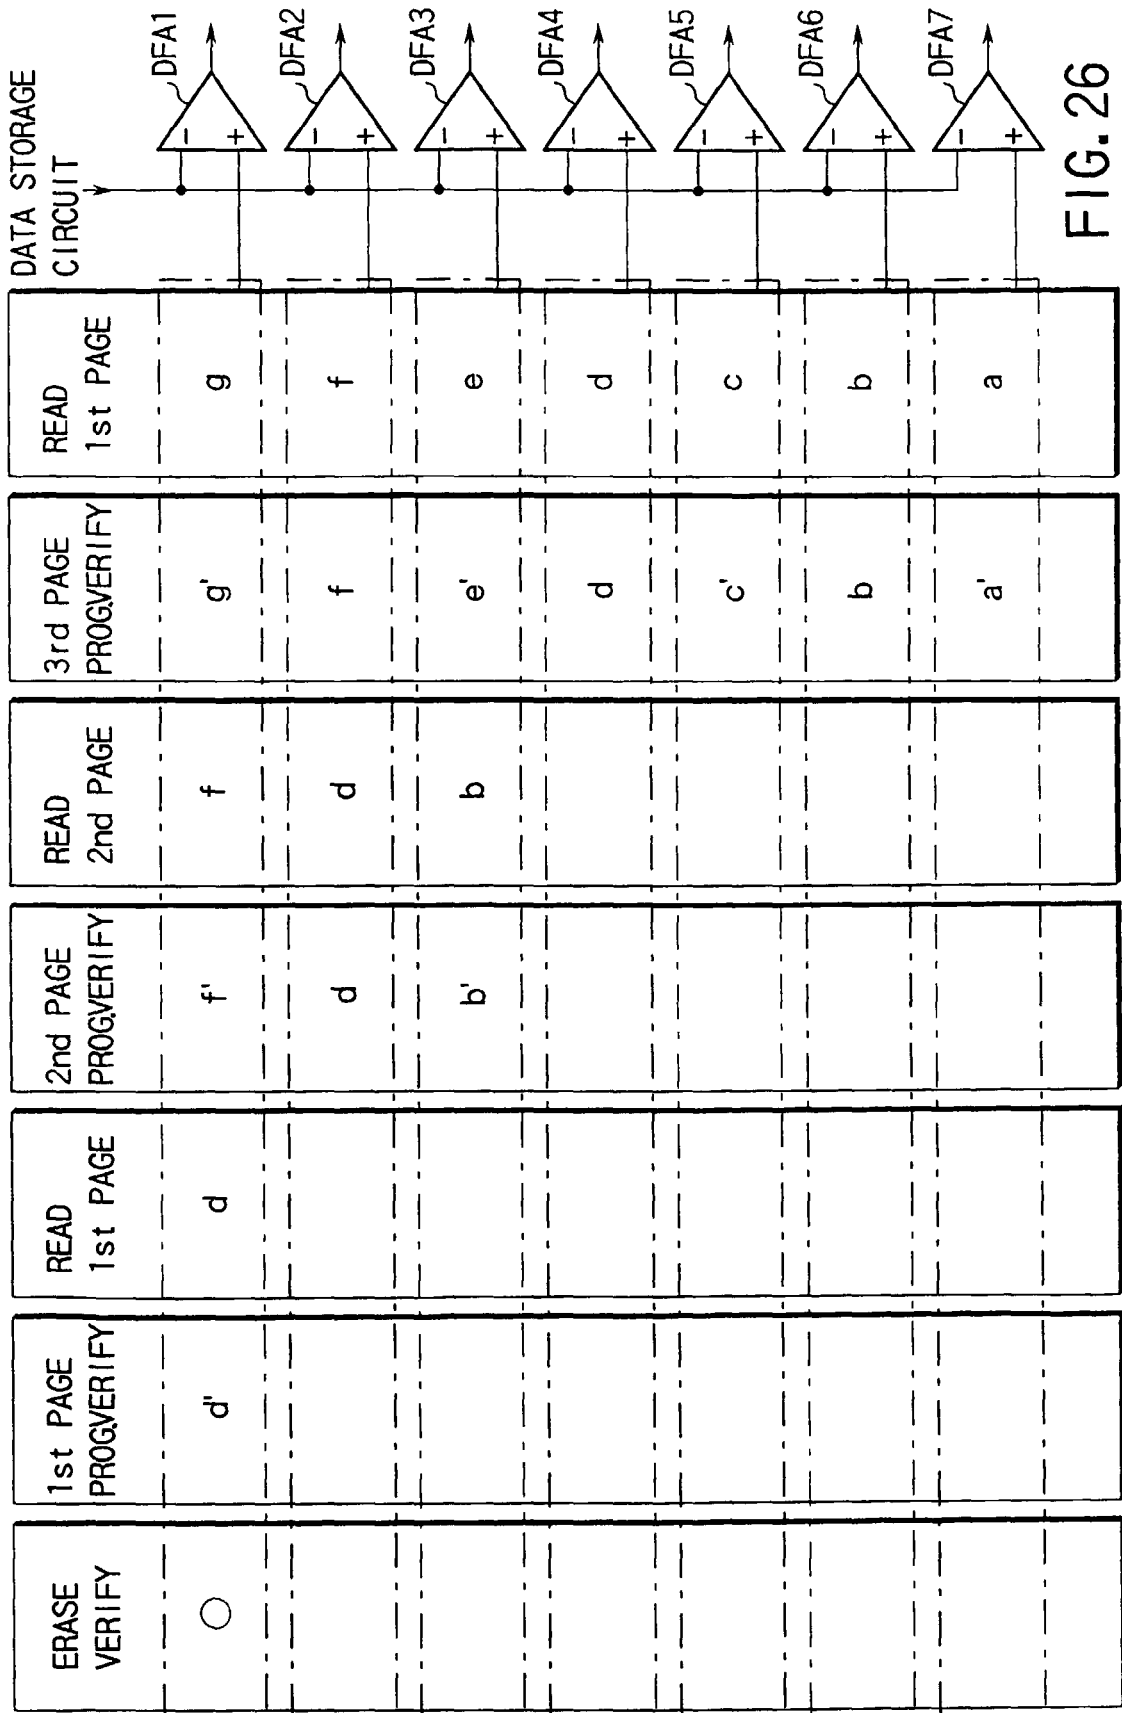 ERASE
VERIFY
○
1st PAGE
PROG.VERIFY
d'
READ
1st PAGE
d
2nd PAGE
PROG.VERIFY
f'
d
b'
READ
2nd PAGE
f
d
b
3rd PAGE
PROG.VERIFY
g'
f
e'
d
c'
b
a'
READ
1st PAGE
g
f
e
d
c
b
a
DATA STORAGE
CIRCUIT
DFA1
−
+
DFA2
−
+
DFA3
−
+
DFA4
−
+
DFA5
−
+
DFA6
−
+
DFA7
−
+
FIG. 26